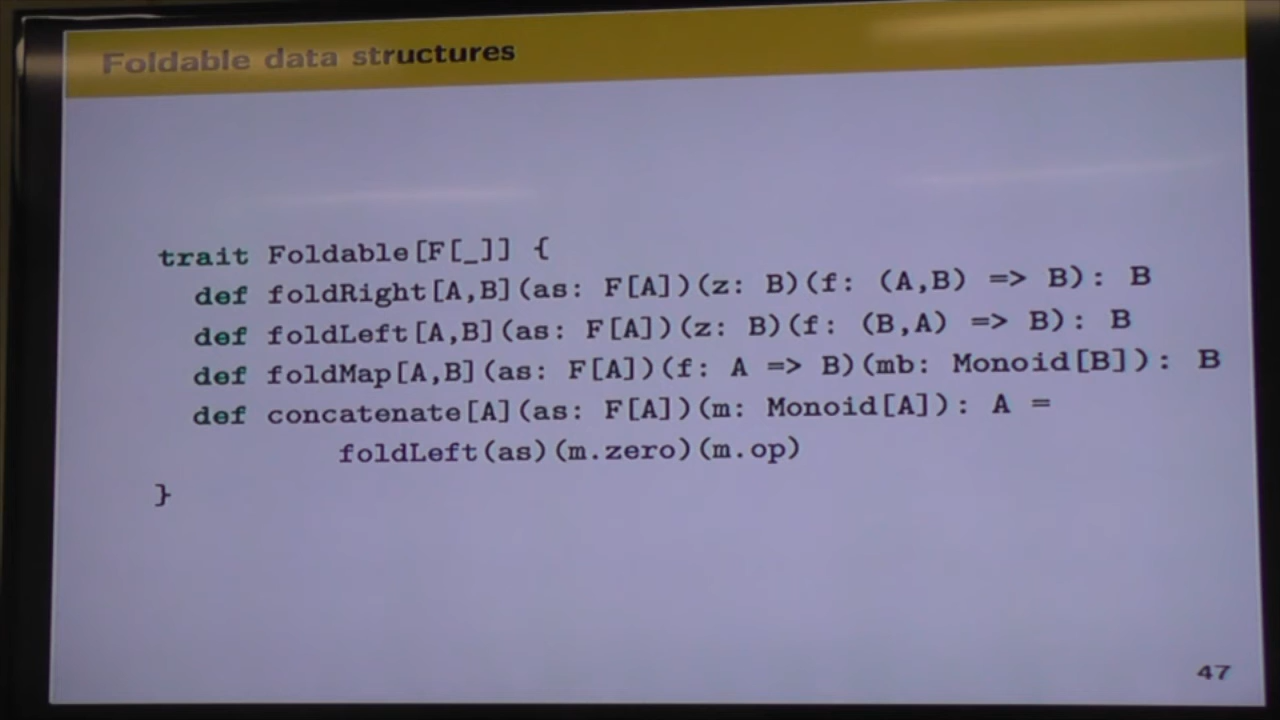 Foldable data structures
trait Foldable[F[_]] {
def foldRight[A,B](as: F[A])(z: B)(f: (A,B) => B): B
def foldLeft[A,B](as: F[A])(z: B)(f: (B,A) => B): B
def foldMap[A,B](as: F[A])(f: A => B)(mb: Monoid[B]): B
def concatenate[A](as: F[A])(m: Monoid[A]): A =
foldLeft(as)(m.zero)(m.op)
}
47